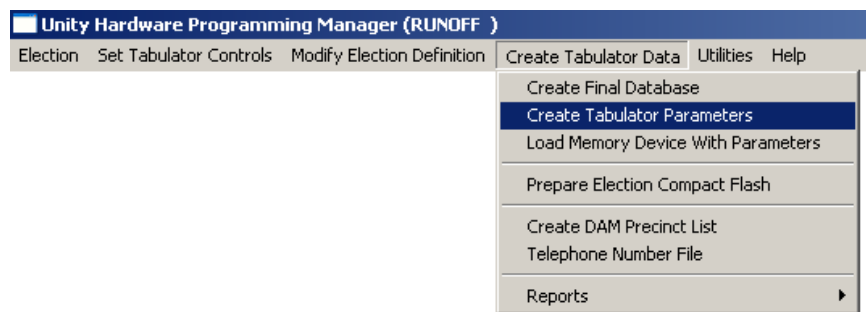 Unity Hardware Programming Manager (RUNOFF )
Election Set Tabulator Controls Modify Election Definition Create Tabulator Data Utilities Help
Create Final Database
Create Tabulator Parameters
Load Memory Device With Parameters
Prepare Election Compact Flash
Create DAM Precinct List
Telephone Number File
Reports